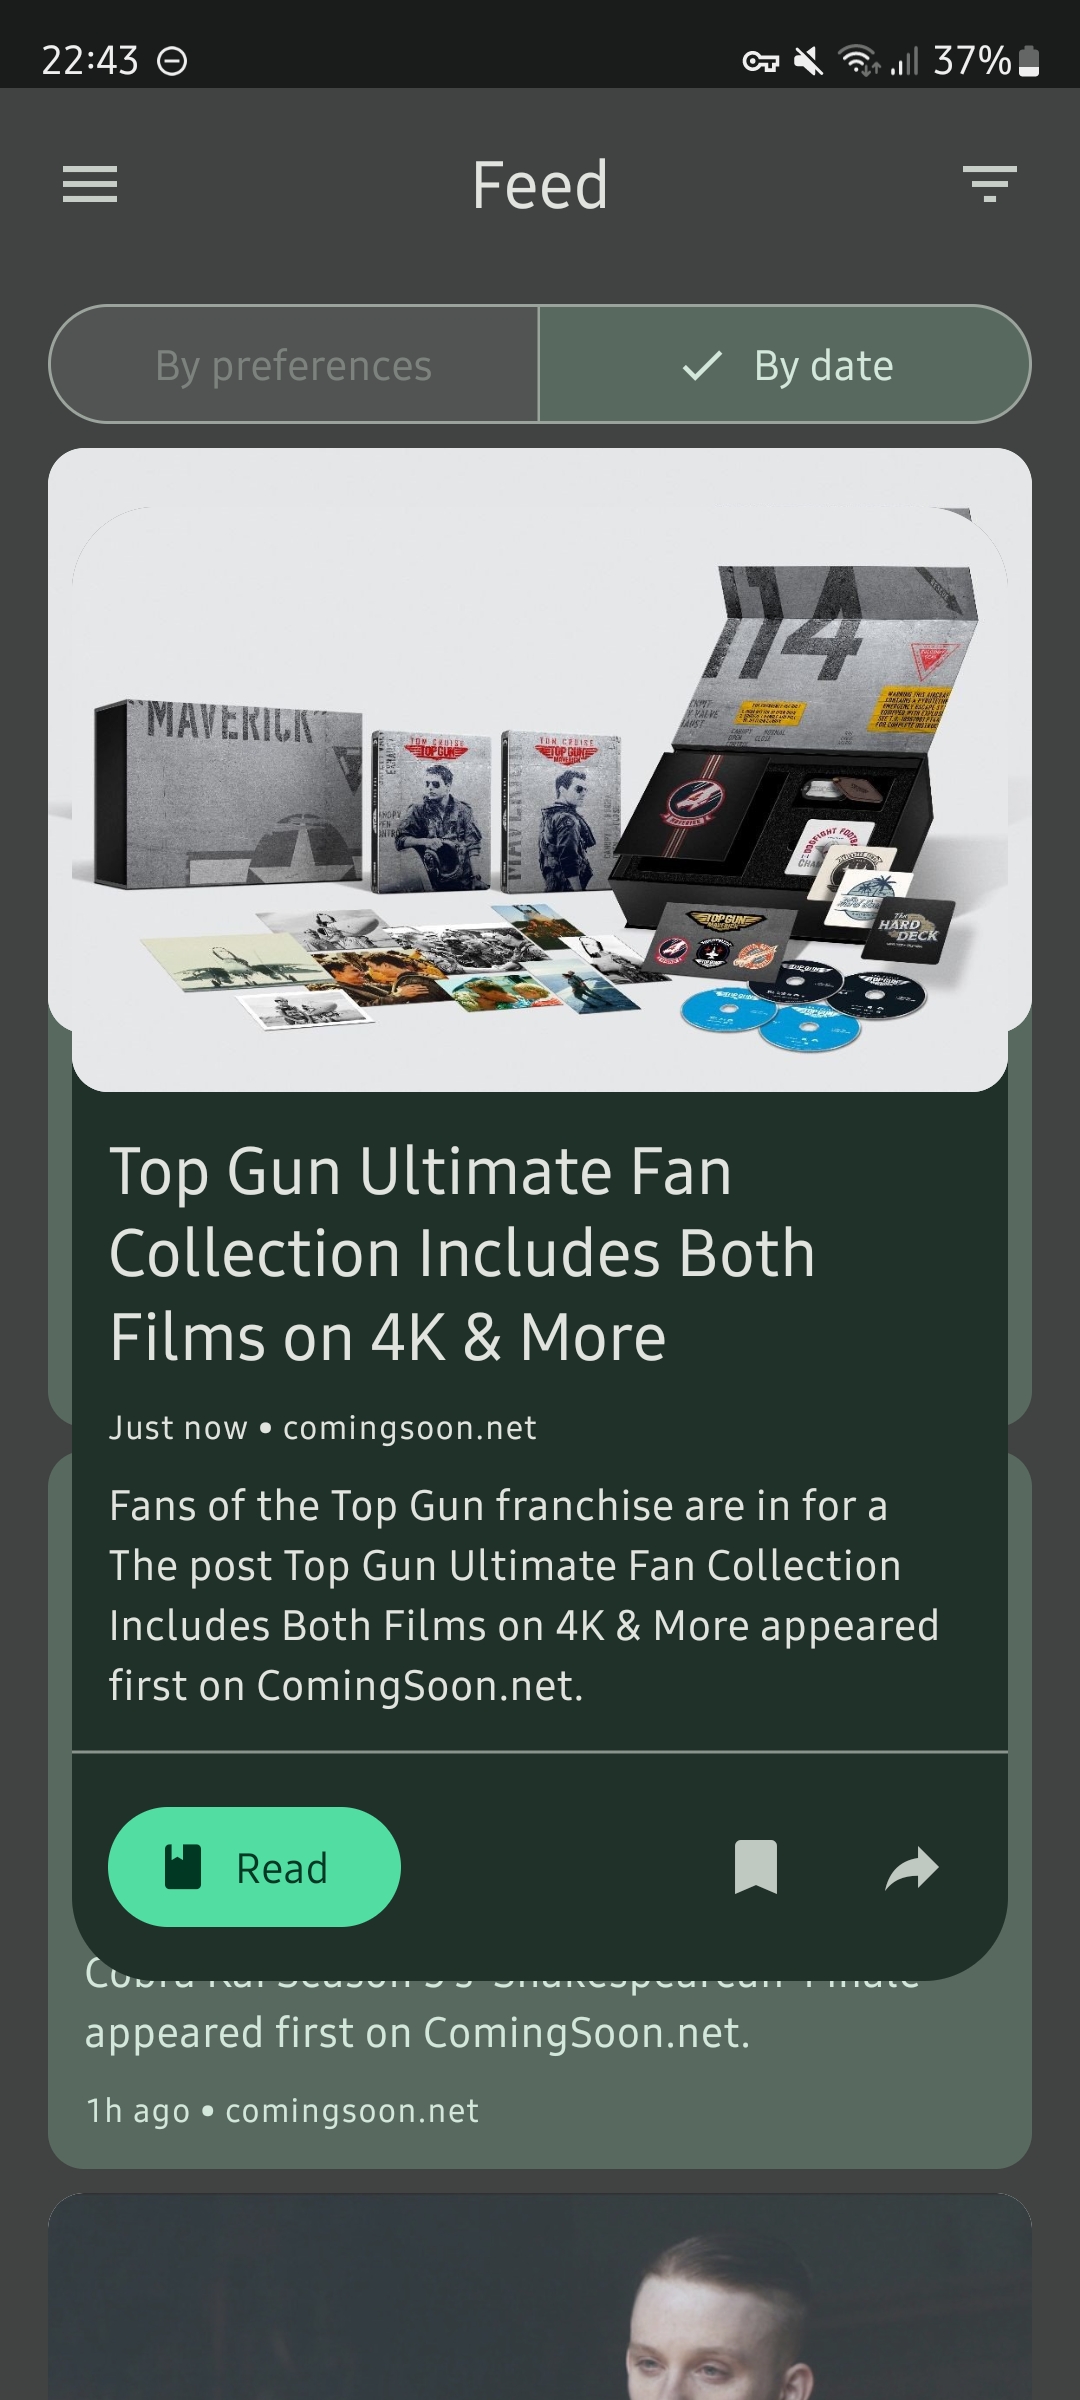 22:43
37%
Feed
By preferences
By date
114
"MAVERICK"
TOM CRUISE
TOP GUN
TOM CRUISE
TOP GUN
MAVERICK
TOP GUN
MAVERICK
The
HARD
DECK
Top Gun Ultimate Fan
Collection Includes Both
Films on 4K & More
Just now • comingsoon.net
Fans of the Top Gun franchise are in for a
The post Top Gun Ultimate Fan Collection
Includes Both Films on 4K & More appeared
first on ComingSoon.net.
Read
appeared first on ComingSoon.net.
1h ago • comingsoon.net